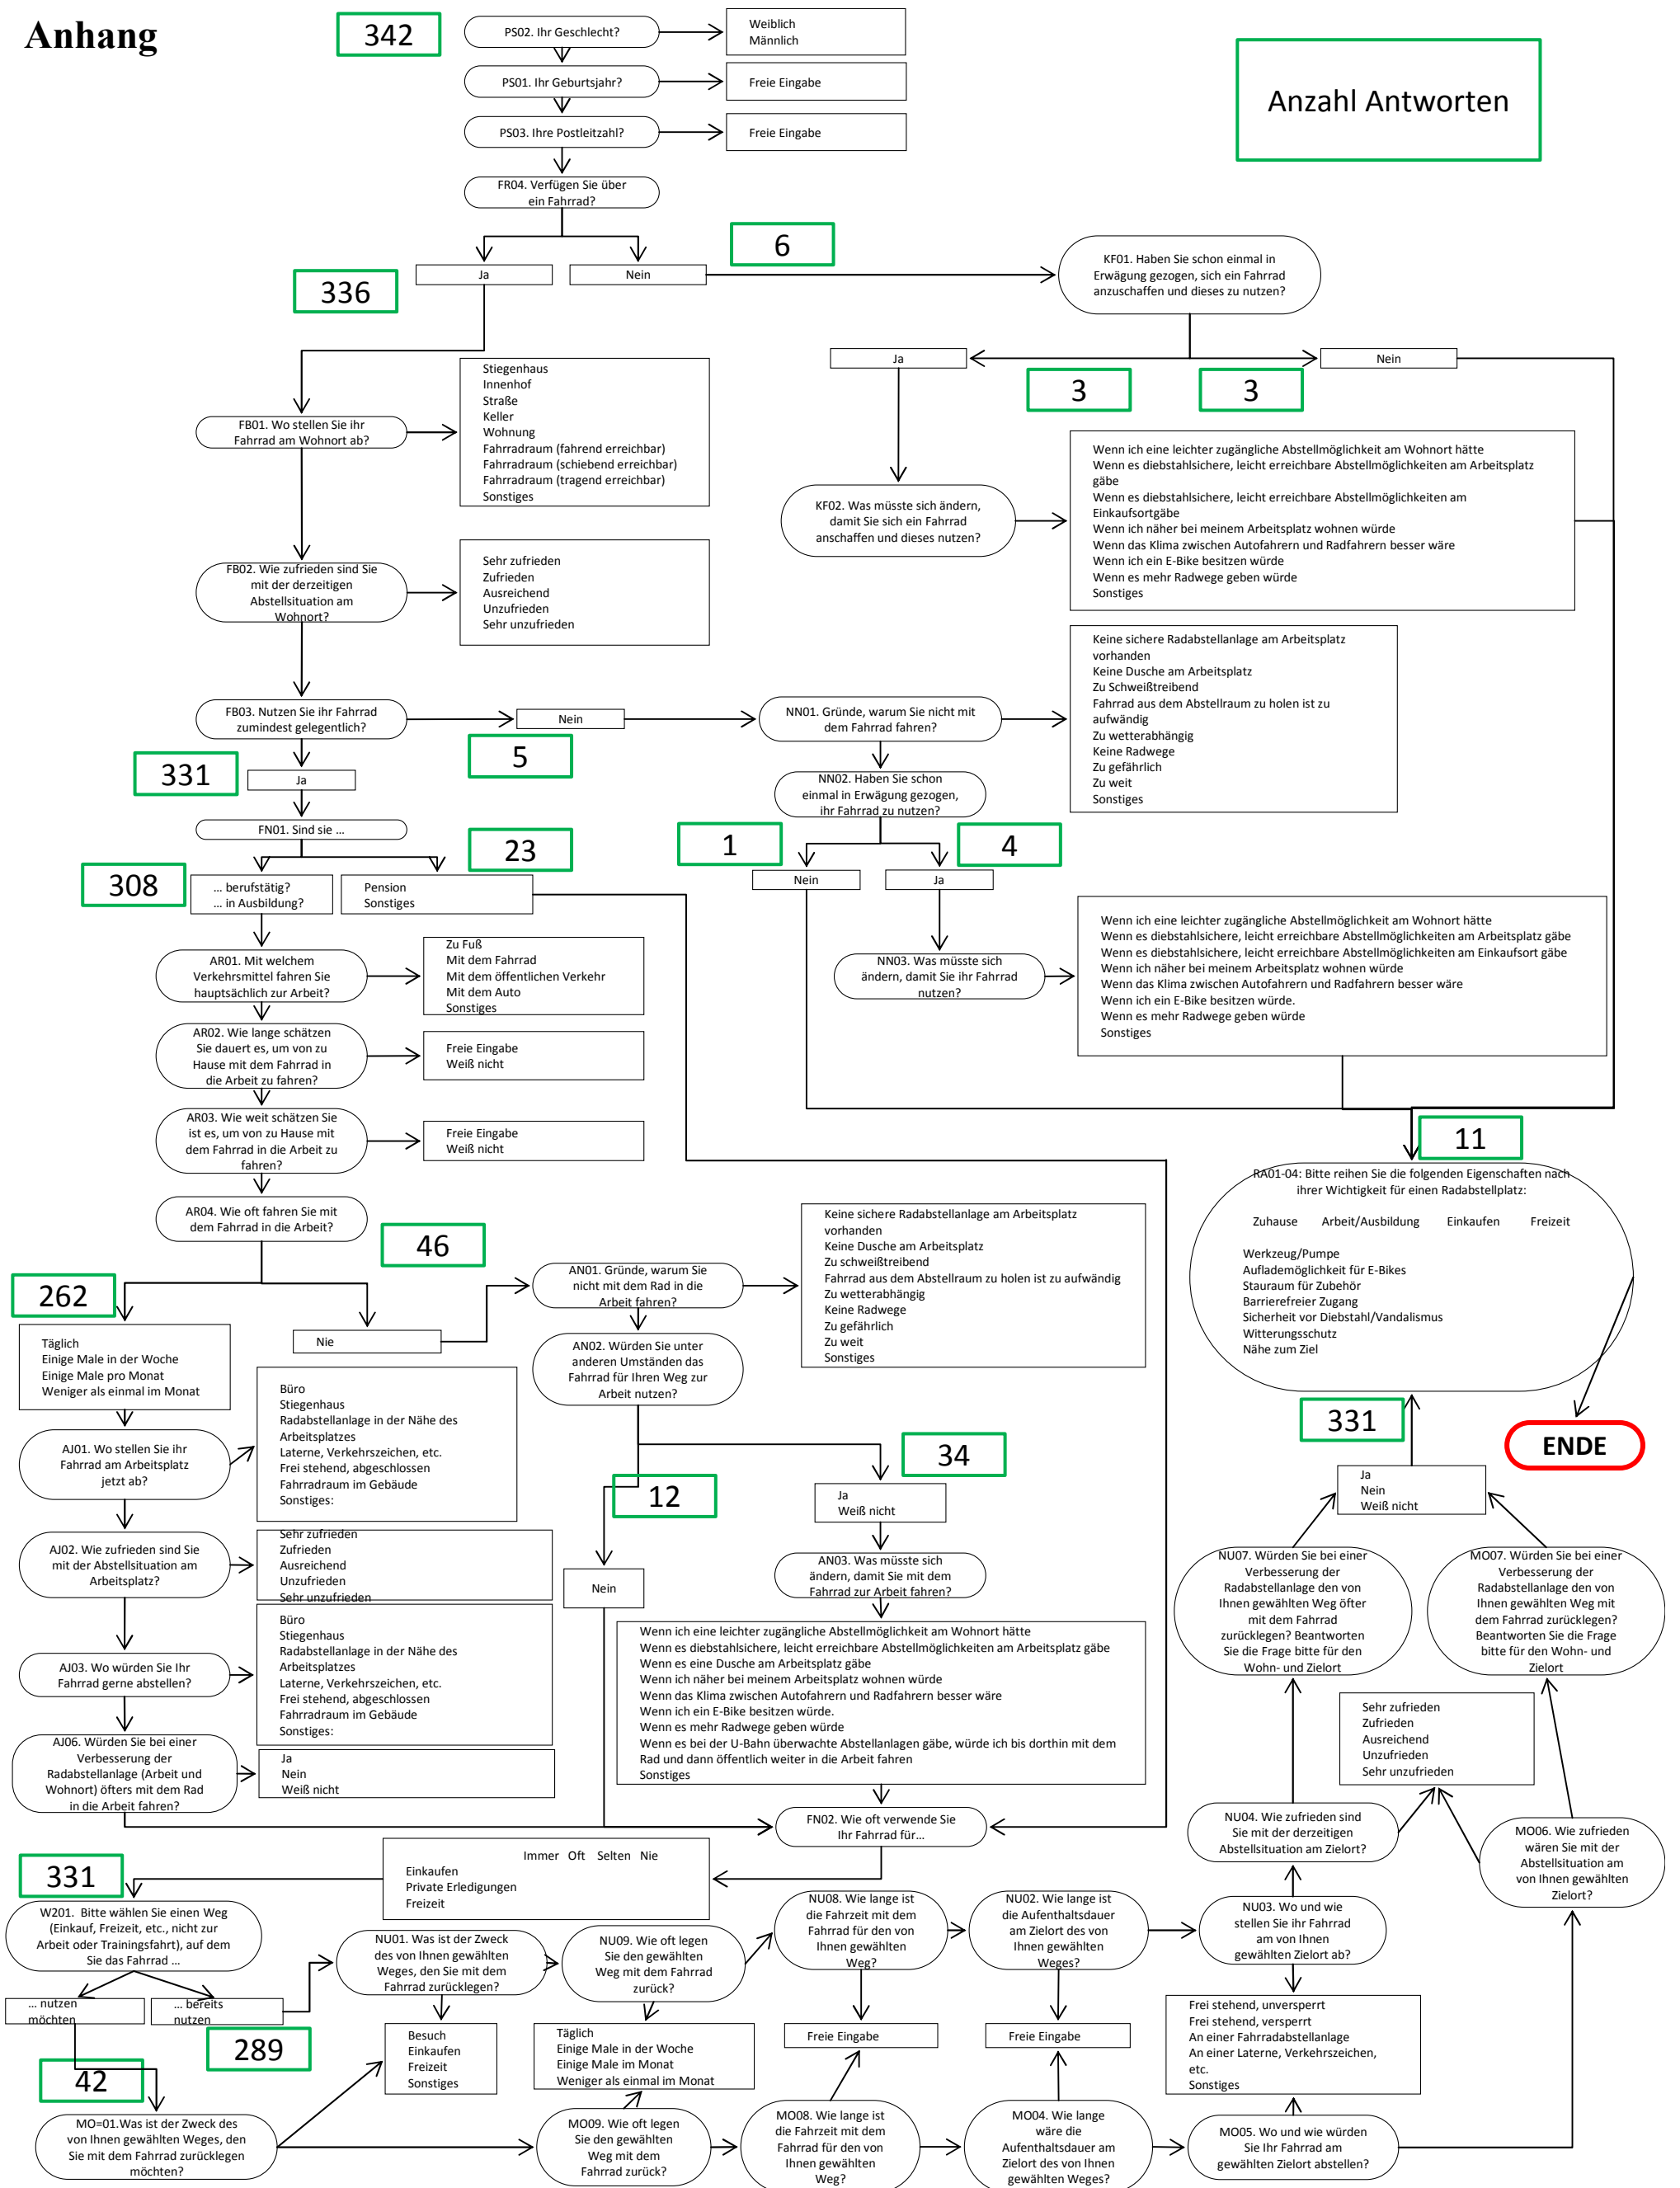 Anhang
342
PS02. Ihr Geschlecht?
Weiblich
Männlich
PS01. Ihr Geburtsjahr?
Freie Eingabe
Anzahl Antworten
PS03. Ihre Postleitzahl?
Freie Eingabe
FR04. Verfügen Sie über
ein Fahrrad?
Ja
Nein
6
336
KF01. Haben Sie schon einmal in
Erwägung gezogen, sich ein Fahrrad
anzuschaffen und dieses zu nutzen?
Ja
Nein
3
3
FB01. Wo stellen Sie ihr
Fahrrad am Wohnort ab?
Stiegenhaus
Innenhof
Straße
Keller
Wohnung
Fahrradraum (fahrend erreichbar)
Fahrradraum (schiebend erreichbar)
Fahrradraum (tragend erreichbar)
Sonstiges
KF02. Was müsste sich ändern,
damit Sie sich ein Fahrrad
anschaffen und dieses nutzen?
Wenn ich eine leichter zugängliche Abstellmöglichkeit am Wohnort hätte
Wenn es diebstahlsichere, leicht erreichbare Abstellmöglichkeiten am Arbeitsplatz
gäbe
Wenn es diebstahlsichere, leicht erreichbare Abstellmöglichkeiten am
Einkaufsortgäbe
Wenn ich näher bei meinem Arbeitsplatz wohnen würde
Wenn das Klima zwischen Autofahrern und Radfahrern besser wäre
Wenn ich ein E-Bike besitzen würde
Wenn es mehr Radwege geben würde
Sonstiges
FB02. Wie zufrieden sind Sie
mit der derzeitigen
Abstellsituation am
Wohnort?
Sehr zufrieden
Zufrieden
Ausreichend
Unzufrieden
Sehr unzufrieden
FB03. Nutzen Sie ihr Fahrrad
zumindest gelegentlich?
Nein
5
331
Ja
NN01. Gründe, warum Sie nicht mit
dem Fahrrad fahren?
Keine sichere Radabstellanlage am Arbeitsplatz
vorhanden
Keine Dusche am Arbeitsplatz
Zu Schweißtreibend
Fahrrad aus dem Abstellraum zu holen ist zu
aufwändig
Zu wetterabhängig
Keine Radwege
Zu gefährlich
Zu weit
Sonstiges
NN02. Haben Sie schon
einmal in Erwägung gezogen,
ihr Fahrrad zu nutzen?
1
4
Nein
Ja
FN01. Sind sie ...
23
308
... berufstätig?
... in Ausbildung?
Pension
Sonstiges
NN03. Was müsste sich
ändern, damit Sie ihr Fahrrad
nutzen?
Wenn ich eine leichter zugängliche Abstellmöglichkeit am Wohnort hätte
Wenn es diebstahlsichere, leicht erreichbare Abstellmöglichkeiten am Arbeitsplatz gäbe
Wenn es diebstahlsichere, leicht erreichbare Abstellmöglichkeiten am Einkaufsort gäbe
Wenn ich näher bei meinem Arbeitsplatz wohnen würde
Wenn das Klima zwischen Autofahrern und Radfahrern besser wäre
Wenn ich ein E-Bike besitzen würde.
Wenn es mehr Radwege geben würde
Sonstiges
AR01. Mit welchem
Verkehrsmittel fahren Sie
hauptsächlich zur Arbeit?
Zu Fuß
Mit dem Fahrrad
Mit dem öffentlichen Verkehr
Mit dem Auto
Sonstiges
AR02. Wie lange schätzen
Sie dauert es, um von zu
Hause mit dem Fahrrad in
die Arbeit zu fahren?
Freie Eingabe
Weiß nicht
AR03. Wie weit schätzen Sie
ist es, um von zu Hause mit
dem Fahrrad in die Arbeit zu
fahren?
Freie Eingabe
Weiß nicht
11
RA01-04: Bitte reihen Sie die folgenden Eigenschaften nach
ihrer Wichtigkeit für einen Radabstellplatz:
Zuhause Arbeit/Ausbildung Einkaufen Freizeit
Werkzeug/Pumpe
Auflademöglichkeit für E-Bikes
Stauraum für Zubehör
Barrierefreier Zugang
Sicherheit vor Diebstahl/Vandalismus
Witterungsschutz
Nähe zum Ziel
AR04. Wie oft fahren Sie mit
dem Fahrrad in die Arbeit?
46
262
Täglich
Einige Male in der Woche
Einige Male pro Monat
Weniger als einmal im Monat
Nie
AN01. Gründe, warum Sie
nicht mit dem Rad in die
Arbeit fahren?
Keine sichere Radabstellanlage am Arbeitsplatz
vorhanden
Keine Dusche am Arbeitsplatz
Zu schweißtreibend
Fahrrad aus dem Abstellraum zu holen ist zu aufwändig
Zu wetterabhängig
Keine Radwege
Zu gefährlich
Zu weit
Sonstiges
AN02. Würden Sie unter
anderen Umständen das
Fahrrad für Ihren Weg zur
Arbeit nutzen?
12
34
Nein
Ja
Weiß nicht
331
ENDE
Ja
Nein
Weiß nicht
AJ01. Wo stellen Sie ihr
Fahrrad am Arbeitsplatz
jetzt ab?
Büro
Stiegenhaus
Radabstellanlage in der Nähe des
Arbeitsplatzes
Laterne, Verkehrszeichen, etc.
Frei stehend, abgeschlossen
Fahrradraum im Gebäude
Sonstiges:
AJ02. Wie zufrieden sind Sie
mit der Abstellsituation am
Arbeitsplatz?
Sehr zufrieden
Zufrieden
Ausreichend
Unzufrieden
Sehr unzufrieden
AN03. Was müsste sich
ändern, damit Sie mit dem
Fahrrad zur Arbeit fahren?
Wenn ich eine leichter zugängliche Abstellmöglichkeit am Wohnort hätte
Wenn es diebstahlsichere, leicht erreichbare Abstellmöglichkeiten am Arbeitsplatz gäbe
Wenn es eine Dusche am Arbeitsplatz gäbe
Wenn ich näher bei meinem Arbeitsplatz wohnen würde
Wenn das Klima zwischen Autofahrern und Radfahrern besser wäre
Wenn ich ein E-Bike besitzen würde.
Wenn es mehr Radwege geben würde
Wenn es bei der U-Bahn überwachte Abstellanlagen gäbe, würde ich bis dorthin mit dem
Rad und dann öffentlich weiter in die Arbeit fahren
Sonstiges
NU07. Würden Sie bei einer
Verbesserung der
Radabstellanlage den von
Ihnen gewählten Weg öfter
mit dem Fahrrad
zurücklegen? Beantworten
Sie die Frage bitte für den
Wohn- und Zielort
MO07. Würden Sie bei einer
Verbesserung der
Radabstellanlage den von
Ihnen gewählten Weg mit
dem Fahrrad zurücklegen?
Beantworten Sie die Frage
bitte für den Wohn- und
Zielort
AJ03. Wo würden Sie Ihr
Fahrrad gerne abstellen?
Büro
Stiegenhaus
Radabstellanlage in der Nähe des
Arbeitsplatzes
Laterne, Verkehrszeichen, etc.
Frei stehend, abgeschlossen
Fahrradraum im Gebäude
Sonstiges:
AJ06. Würden Sie bei einer
Verbesserung der
Radabstellanlage (Arbeit und
Wohnort) öfters mit dem Rad
in die Arbeit fahren?
Ja
Nein
Weiß nicht
Sehr zufrieden
Zufrieden
Ausreichend
Unzufrieden
Sehr unzufrieden
FN02. Wie oft verwende Sie
Ihr Fahrrad für...
NU04. Wie zufrieden sind
Sie mit der derzeitigen
Abstellsituation am Zielort?
MO06. Wie zufrieden
wären Sie mit der
Abstellsituation am
von Ihnen gewählten
Zielort?
Immer Oft Selten Nie
Einkaufen
Private Erledigungen
Freizeit
331
W201. Bitte wählen Sie einen Weg
(Einkauf, Freizeit, etc., nicht zur
Arbeit oder Trainingsfahrt), auf dem
Sie das Fahrrad ...
... nutzen
möchten
... bereits
nutzen
289
42
NU01. Was ist der Zweck
des von Ihnen gewählten
Weges, den Sie mit dem
Fahrrad zurücklegen?
NU09. Wie oft legen
Sie den gewählten
Weg mit dem Fahrrad
zurück?
NU08. Wie lange ist
die Fahrzeit mit dem
Fahrrad für den von
Ihnen gewählten
Weg?
NU02. Wie lange ist
die Aufenthaltsdauer
am Zielort des von
Ihnen gewählten
Weges?
NU03. Wo und wie
stellen Sie ihr Fahrrad
am von Ihnen
gewählten Zielort ab?
Besuch
Einkaufen
Freizeit
Sonstiges
Täglich
Einige Male in der Woche
Einige Male im Monat
Weniger als einmal im Monat
Freie Eingabe
Freie Eingabe
Frei stehend, unversperrt
Frei stehend, versperrt
An einer Fahrradabstellanlage
An einer Laterne, Verkehrszeichen,
etc.
Sonstiges
MO=01.Was ist der Zweck des
von Ihnen gewählten Weges, den
Sie mit dem Fahrrad zurücklegen
möchten?
MO09. Wie oft legen
Sie den gewählten
Weg mit dem
Fahrrad zurück?
MO08. Wie lange ist
die Fahrzeit mit dem
Fahrrad für den von
Ihnen gewählten
Weg?
MO04. Wie lange
wäre die
Aufenthaltsdauer am
Zielort des von Ihnen
gewählten Weges?
MO05. Wo und wie würden
Sie Ihr Fahrrad am
gewählten Zielort abstellen?